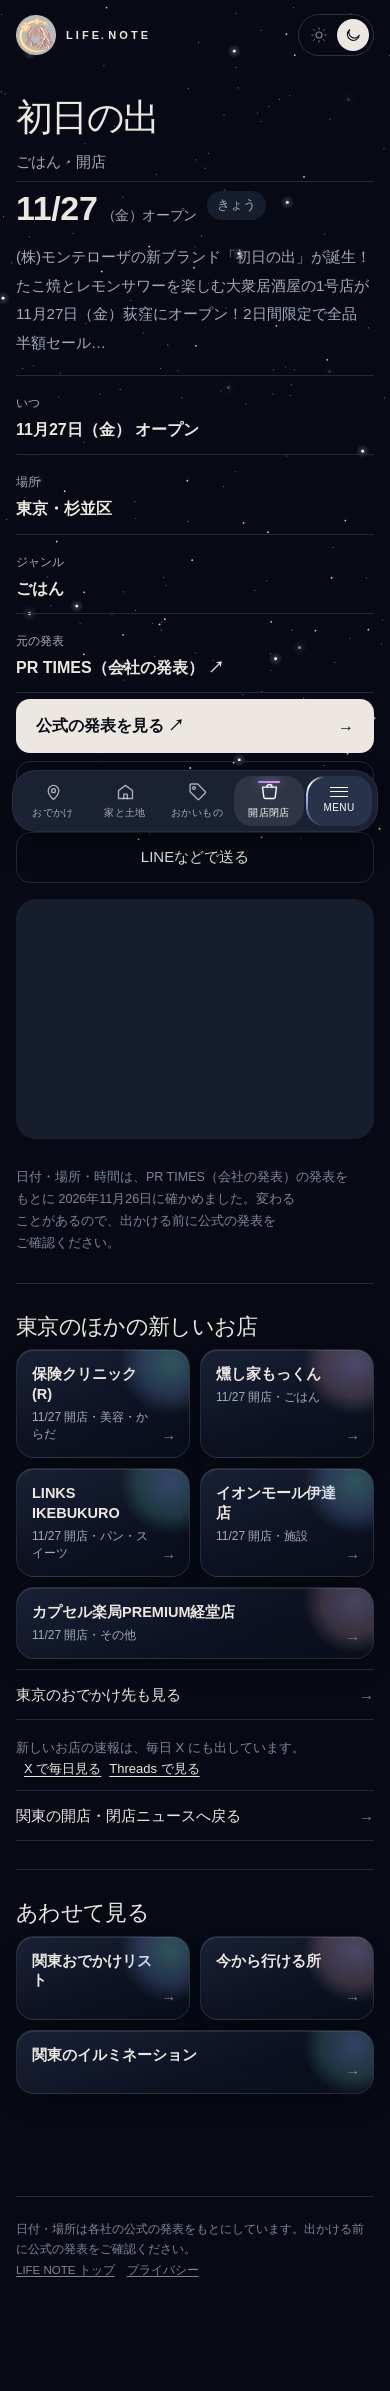 LIFE.NOTE
初日の出
ごはん・開店
11/27 （金）オープン きょう
(株)モンテローザの新ブランド「初日の出」が誕生！
たこ焼とレモンサワーを楽しむ大衆居酒屋の1号店が
11月27日（金）荻窪にオープン！2日間限定で全品
半額セール…
いつ
11月27日（金） オープン
場所
東京・杉並区
ジャンル
ごはん
元の発表
PR TIMES（会社の発表） ↗
公式の発表を見る ↗ →
おでかけ 家と土地 おかいもの 開店閉店 MENU
LINEなどで送る
日付・場所・時間は、PR TIMES（会社の発表）の発表を
もとに 2026年11月26日に確かめました。変わる
ことがあるので、出かける前に公式の発表を
ご確認ください。
東京のほかの新しいお店
保険クリニック
(R)
11/27 開店・美容・か
らだ →
燻し家もっくん
11/27 開店・ごはん
→
LINKS
IKEBUKURO
11/27 開店・パン・ス
イーツ →
イオンモール伊達
店
11/27 開店・施設
→
カプセル楽局PREMIUM経堂店
11/27 開店・その他 →
東京のおでかけ先も見る →
新しいお店の速報は、毎日 X にも出しています。
X で毎日見る Threads で見る
関東の開店・閉店ニュースへ戻る →
あわせて見る
関東おでかけリス
ト →
今から行ける所
→
関東のイルミネーション
→
日付・場所は各社の公式の発表をもとにしています。出かける前
に公式の発表をご確認ください。
LIFE NOTE トップ プライバシー